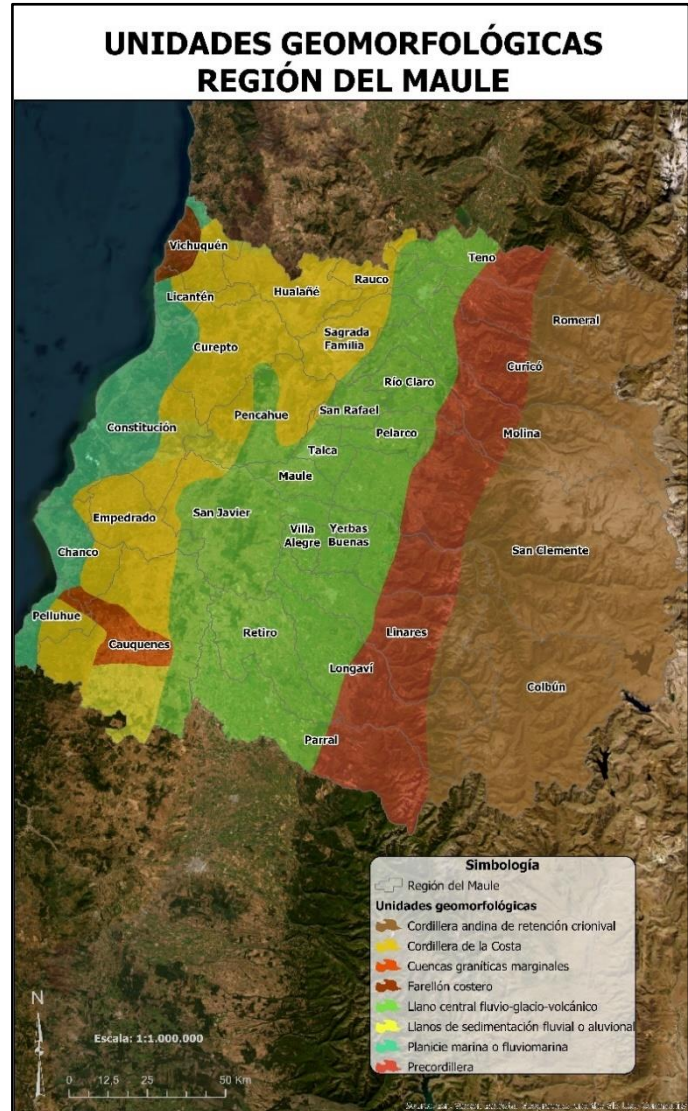 UNIDADES GEOMORFOLÓGICAS
REGIÓN DEL MAULE
Vichuquén
Teno
Rauco
Hualañé
Licantén
Romeral
Sagrada
Familia
Curepto
Curicó
Río Claro
San Rafael
Pencahue
Constitución
Pelarco
Molina
Talca
Maule
San Javier
Empedrado
Villa
Alegre
Yerbas
Buenas
San Clemente
Chanco
Pelluhue
Cauquenes
Retiro
Linares
Longaví
Colbún
Parral
Simbología
Región del Maule
Unidades geomorfológicas
Cordillera andina de retención crionival
Cordillera de la Costa
Cuencas graníticas marginales
Farellón costero
Llano central fluvio-glacio-volcánico
Llanos de sedimentación fluvial o aluvional
Planicie marina o fluviomarina
Precordillera
N
Escala: 1:1.000.000
0 12,5 25 50 Km